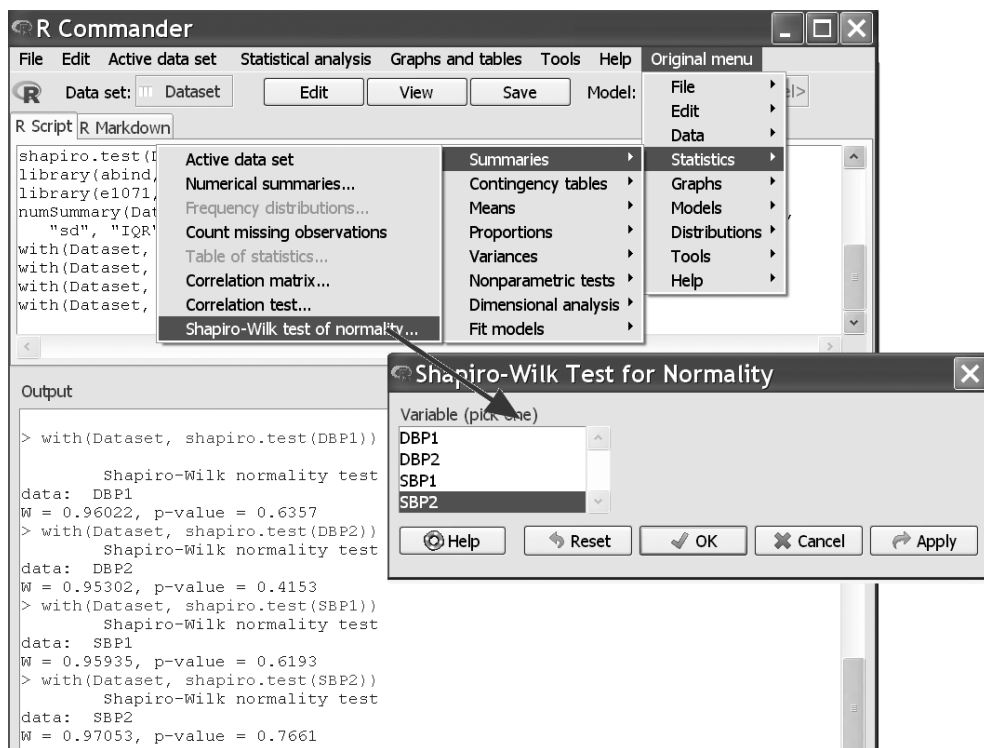 R Commander
File Edit Active data set Statistical analysis Graphs and tables Tools Help Original menu
R Data set: Dataset Edit View Save Model: el>
File
Edit
Data
Statistics
Graphs
Models
Distributions
Tools
Help
R Script R Markdown
Summaries
Contingency tables
Means
Proportions
Variances
Nonparametric tests
Dimensional analysis
Fit models
Active data set
Numerical summaries...
Frequency distributions...
Count missing observations
Table of statistics...
Correlation matrix...
Correlation test...
Shapiro-Wilk test of normality...
shapiro.test(D
library(abind,
library(e1071,
numSummary(Dat
"sd", "IQR"
with(Dataset,
with(Dataset,
with(Dataset,
with(Dataset,
Shapiro-Wilk Test for Normality
Variable (pick one)
DBP1
DBP2
SBP1
SBP2
Help Reset OK Cancel Apply
Output
> with(Dataset, shapiro.test(DBP1))
Shapiro-Wilk normality test
data: DBP1
W = 0.96022, p-value = 0.6357
> with(Dataset, shapiro.test(DBP2))
Shapiro-Wilk normality test
data: DBP2
W = 0.95302, p-value = 0.4153
> with(Dataset, shapiro.test(SBP1))
Shapiro-Wilk normality test
data: SBP1
W = 0.95935, p-value = 0.6193
> with(Dataset, shapiro.test(SBP2))
Shapiro-Wilk normality test
data: SBP2
W = 0.97053, p-value = 0.7661